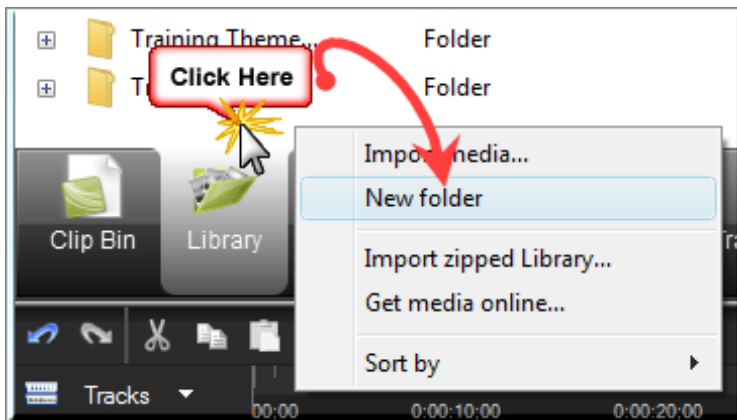 Training Theme... Folder
Folder
Click Here
Import media...
New folder
Clip Bin
Library
Import zipped Library...
Get media online...
Sort by
Tracks
00;00 0:00:10;00 0:00:20;00